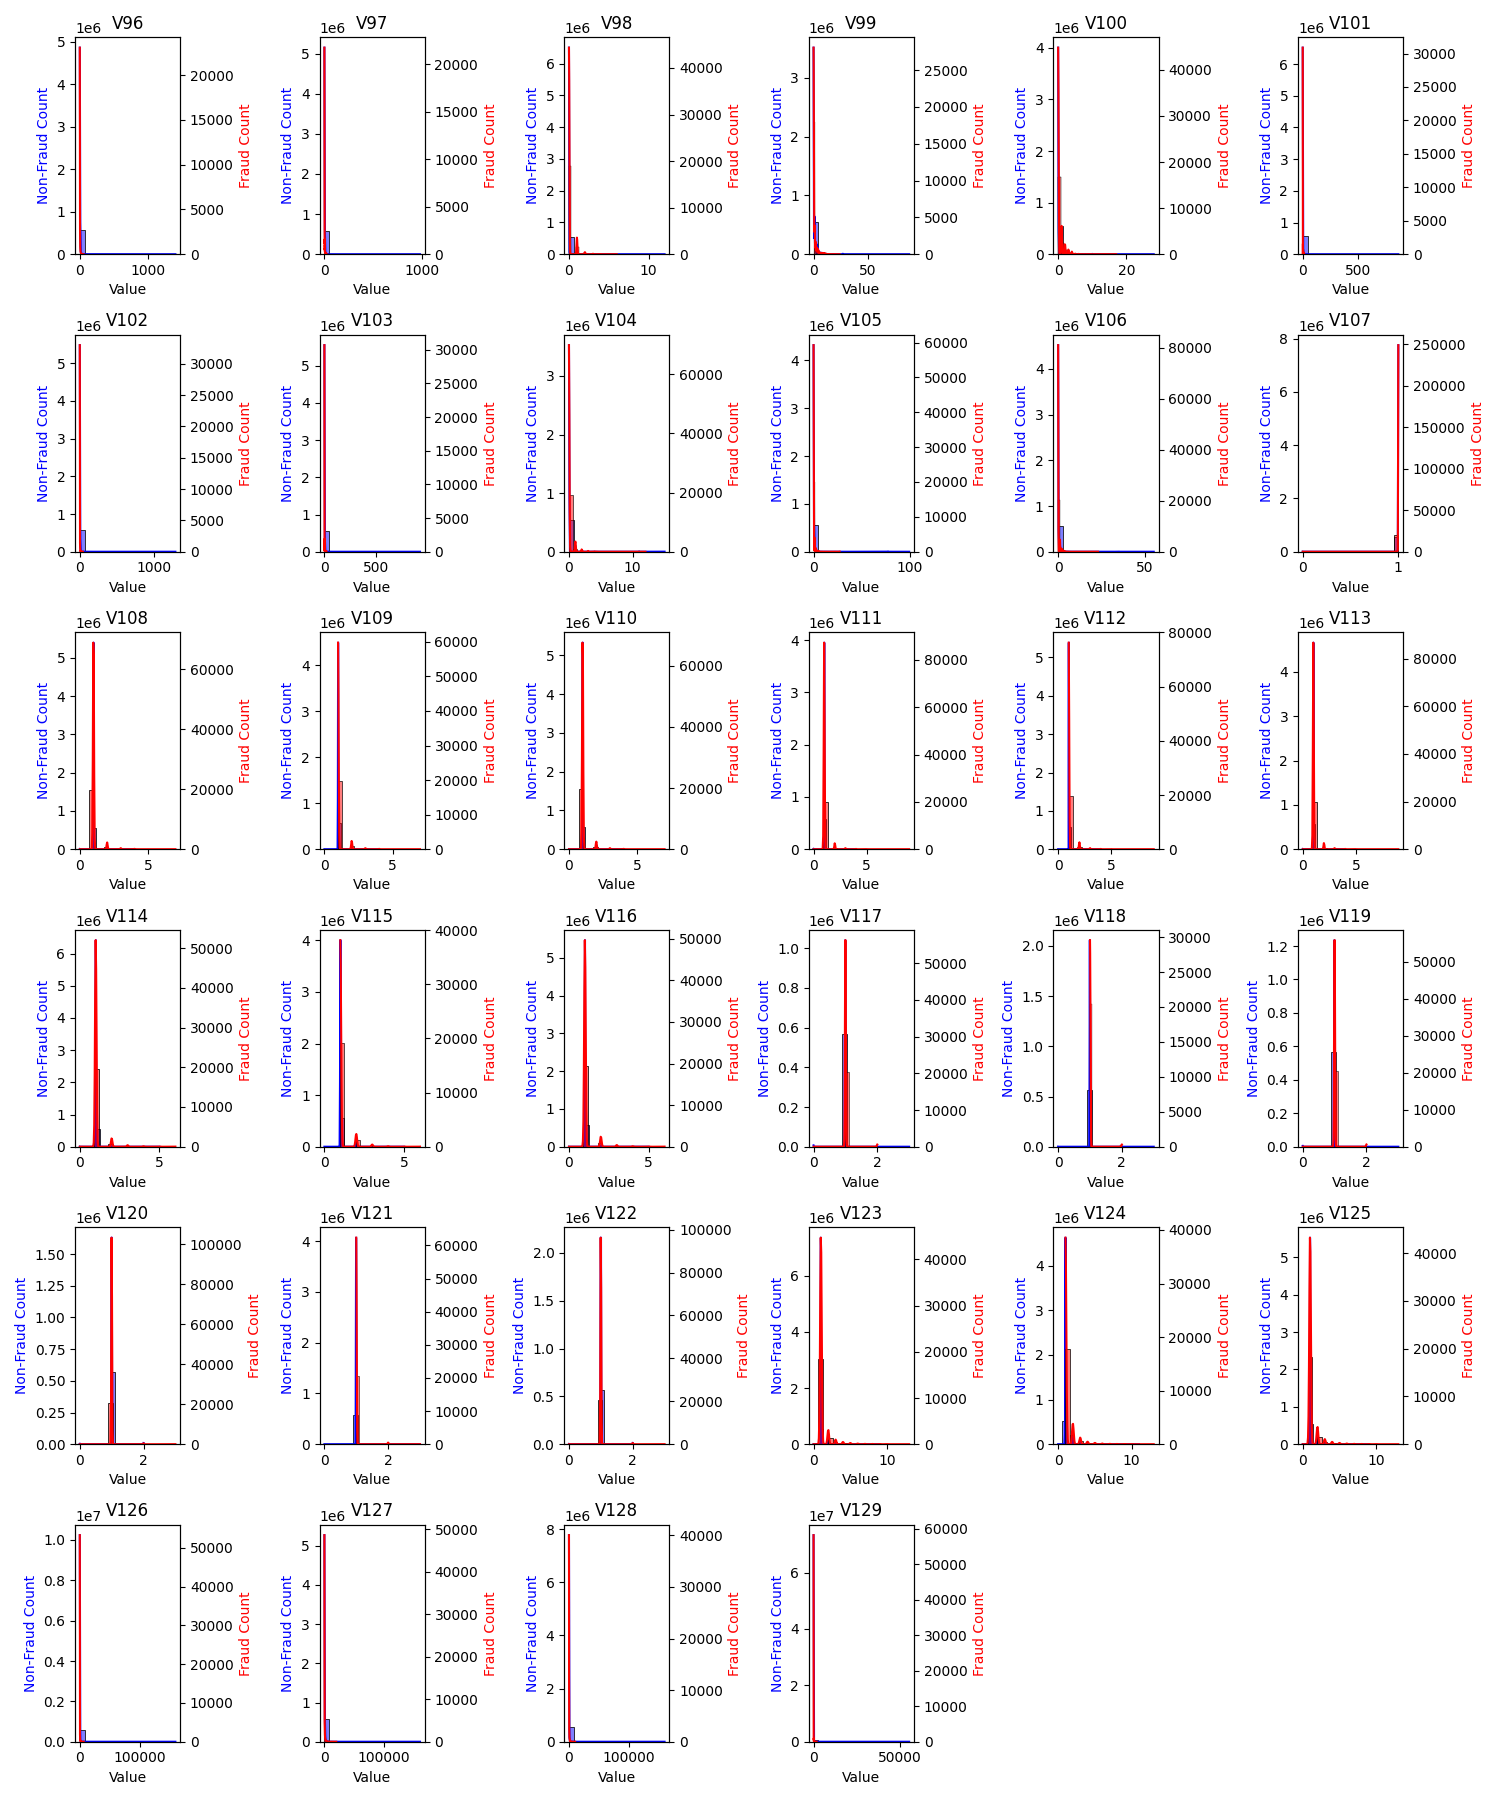 1e6 V96
5 4 3 2 1 0
Non-Fraud Count
20000 15000 10000 5000 0
Fraud Count
0 1000
Value
1e6 V97
5 4 3 2 1 0
Non-Fraud Count
20000 15000 10000 5000 0
Fraud Count
0 1000
Value
1e6 V98
6 5 4 3 2 1 0
Non-Fraud Count
40000 30000 20000 10000 0
Fraud Count
0 10
Value
1e6 V99
3 2 1 0
Non-Fraud Count
25000 20000 15000 10000 5000 0
Fraud Count
0 50
Value
1e6 V100
4 3 2 1 0
Non-Fraud Count
40000 30000 20000 10000 0
Fraud Count
0 20
Value
1e6 V101
6 5 4 3 2 1 0
Non-Fraud Count
30000 25000 20000 15000 10000 5000 0
Fraud Count
0 500
Value
1e6 V102
5 4 3 2 1 0
Non-Fraud Count
30000 25000 20000 15000 10000 5000 0
Fraud Count
0 1000
Value
1e6 V103
5 4 3 2 1 0
Non-Fraud Count
30000 25000 20000 15000 10000 5000 0
Fraud Count
0 500
Value
1e6 V104
3 2 1 0
Non-Fraud Count
60000 40000 20000 0
Fraud Count
0 10
Value
1e6 V105
4 3 2 1 0
Non-Fraud Count
60000 50000 40000 30000 20000 10000 0
Fraud Count
0 100
Value
1e6 V106
4 3 2 1 0
Non-Fraud Count
80000 60000 40000 20000 0
Fraud Count
0 50
Value
1e6 V107
8 6 4 2 0
Non-Fraud Count
250000 200000 150000 100000 50000 0
Fraud Count
0 1
Value
1e6 V108
5 4 3 2 1 0
Non-Fraud Count
60000 40000 20000 0
Fraud Count
0 5
Value
1e6 V109
4 3 2 1 0
Non-Fraud Count
60000 50000 40000 30000 20000 10000 0
Fraud Count
0 5
Value
1e6 V110
5 4 3 2 1 0
Non-Fraud Count
60000 40000 20000 0
Fraud Count
0 5
Value
1e6 V111
4 3 2 1 0
Non-Fraud Count
80000 60000 40000 20000 0
Fraud Count
0 5
Value
1e6 V112
5 4 3 2 1 0
Non-Fraud Count
80000 60000 40000 20000 0
Fraud Count
0 5
Value
1e6 V113
4 3 2 1 0
Non-Fraud Count
80000 60000 40000 20000 0
Fraud Count
0 5
Value
1e6 V114
6 5 4 3 2 1 0
Non-Fraud Count
50000 40000 30000 20000 10000 0
Fraud Count
0 5
Value
1e6 V115
4 3 2 1 0
Non-Fraud Count
40000 30000 20000 10000 0
Fraud Count
0 5
Value
1e6 V116
5 4 3 2 1 0
Non-Fraud Count
50000 40000 30000 20000 10000 0
Fraud Count
0 5
Value
1e6 V117
1.0 0.8 0.6 0.4 0.2 0.0
Non-Fraud Count
50000 40000 30000 20000 10000 0
Fraud Count
0 2
Value
1e6 V118
2.0 1.5 1.0 0.5 0.0
Non-Fraud Count
30000 25000 20000 15000 10000 5000 0
Fraud Count
0 2
Value
1e6 V119
1.2 1.0 0.8 0.6 0.4 0.2 0.0
Non-Fraud Count
50000 40000 30000 20000 10000 0
Fraud Count
0 2
Value
1e6 V120
1.50 1.25 1.00 0.75 0.50 0.25 0.00
Non-Fraud Count
100000 80000 60000 40000 20000 0
Fraud Count
0 2
Value
1e6 V121
4 3 2 1 0
Non-Fraud Count
60000 50000 40000 30000 20000 10000 0
Fraud Count
0 2
Value
1e6 V122
2.0 1.5 1.0 0.5 0.0
Non-Fraud Count
100000 80000 60000 40000 20000 0
Fraud Count
0 2
Value
1e6 V123
6 4 2 0
Non-Fraud Count
40000 30000 20000 10000 0
Fraud Count
0 10
Value
1e6 V124
4 3 2 1 0
Non-Fraud Count
40000 30000 20000 10000 0
Fraud Count
0 10
Value
1e6 V125
5 4 3 2 1 0
Non-Fraud Count
40000 30000 20000 10000 0
Fraud Count
0 10
Value
1e7 V126
1.0 0.8 0.6 0.4 0.2 0.0
Non-Fraud Count
50000 40000 30000 20000 10000 0
Fraud Count
0 100000
Value
1e6 V127
5 4 3 2 1 0
Non-Fraud Count
50000 40000 30000 20000 10000 0
Fraud Count
0 100000
Value
1e6 V128
8 6 4 2 0
Non-Fraud Count
40000 30000 20000 10000 0
Fraud Count
0 100000
Value
1e7 V129
6 4 2 0
Non-Fraud Count
60000 50000 40000 30000 20000 10000 0
Fraud Count
0 50000
Value